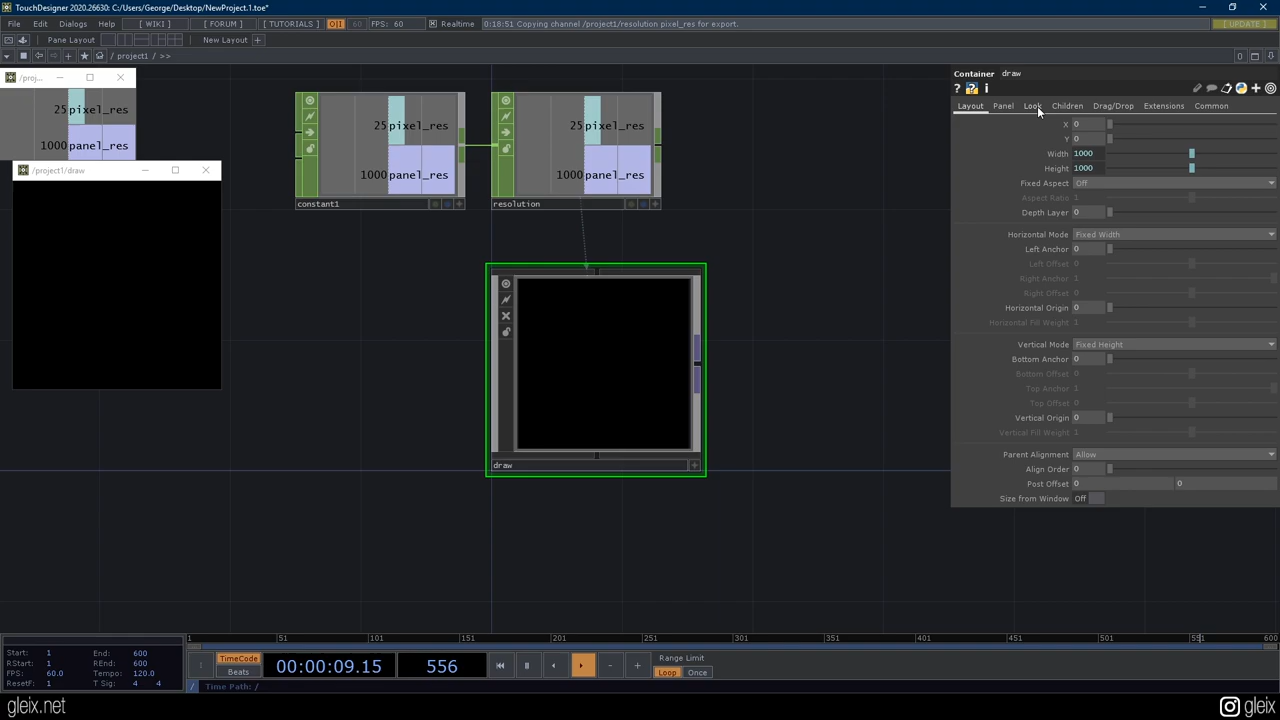 TouchDesigner 2020.26630: C:/Users/George/Desktop/NewProject.1.toe*
File Edit Dialogs Help [ WIKI ] [ FORUM ] [ TUTORIALS ] O|I 60 FPS: 60 Realtime 0:18:51 Copying channel /project1/resolution pixel_res for export. [ UPDATE ]
Pane Layout New Layout +
/ project1 / >> 0
/proj...
25 pixel_res
1000 panel_res
/project1/draw
25 pixel_res
1000 panel_res
constant1
25 pixel_res
1000 panel_res
resolution
draw
Container draw
? ? i
Layout Panel Look Children Drag/Drop Extensions Common
X 0
Y 0
Width 1000
Height 1000
Fixed Aspect Off
Aspect Ratio 1
Depth Layer 0
Horizontal Mode Fixed Width
Left Anchor 0
Left Offset 0
Right Anchor 1
Right Offset 0
Horizontal Origin 0
Horizontal Fill Weight 1
Vertical Mode Fixed Height
Bottom Anchor 0
Bottom Offset 0
Top Anchor 1
Top Offset 0
Vertical Origin 0
Vertical Fill Weight 1
Parent Alignment Allow
Align Order 0
Post Offset 0 0
Size from Window Off
1 51 101 151 201 251 301 351 401 451 501 551 600
Start: 1 End: 600
RStart: 1 REnd: 600
FPS: 60.0 Tempo: 120.0
ResetF: 1 T Sig: 4 4
TimeCode
Beats
00:00:09.15 556
- +
Range Limit
Loop Once
/ Time Path: /
gleix.net
gleix